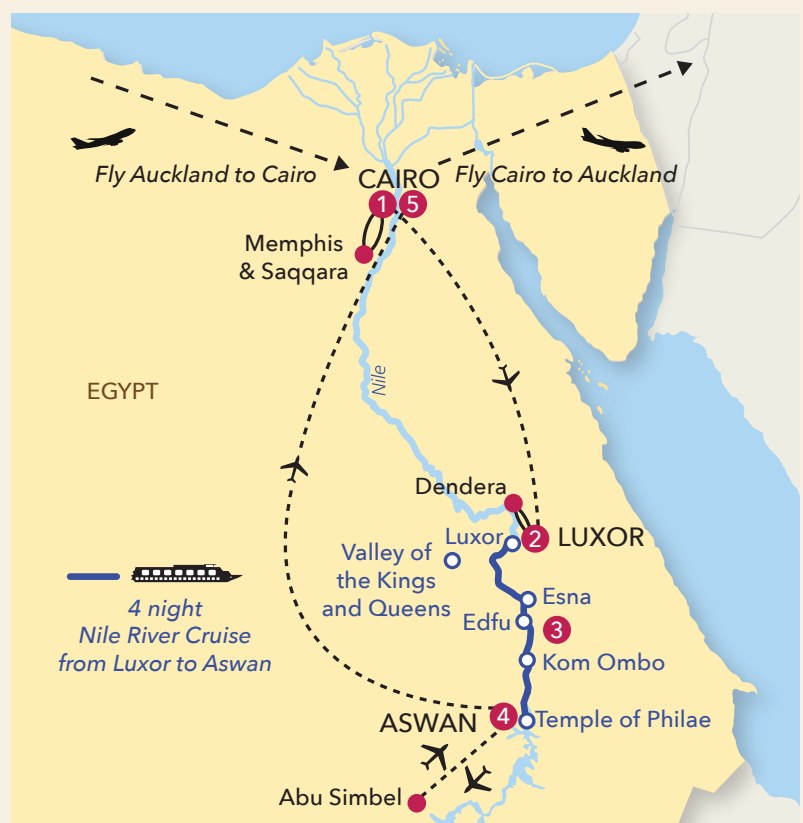 Fly Auckland to Cairo
CAIRO
Fly Cairo to Auckland
1
5
Memphis
& Saqqara
Nile
EGYPT
Dendera
Luxor
2
LUXOR
Valley of
the Kings
and Queens
Esna
Edfu
3
4 night
Nile River Cruise
from Luxor to Aswan
Kom Ombo
ASWAN
4
Temple of Philae
Abu Simbel